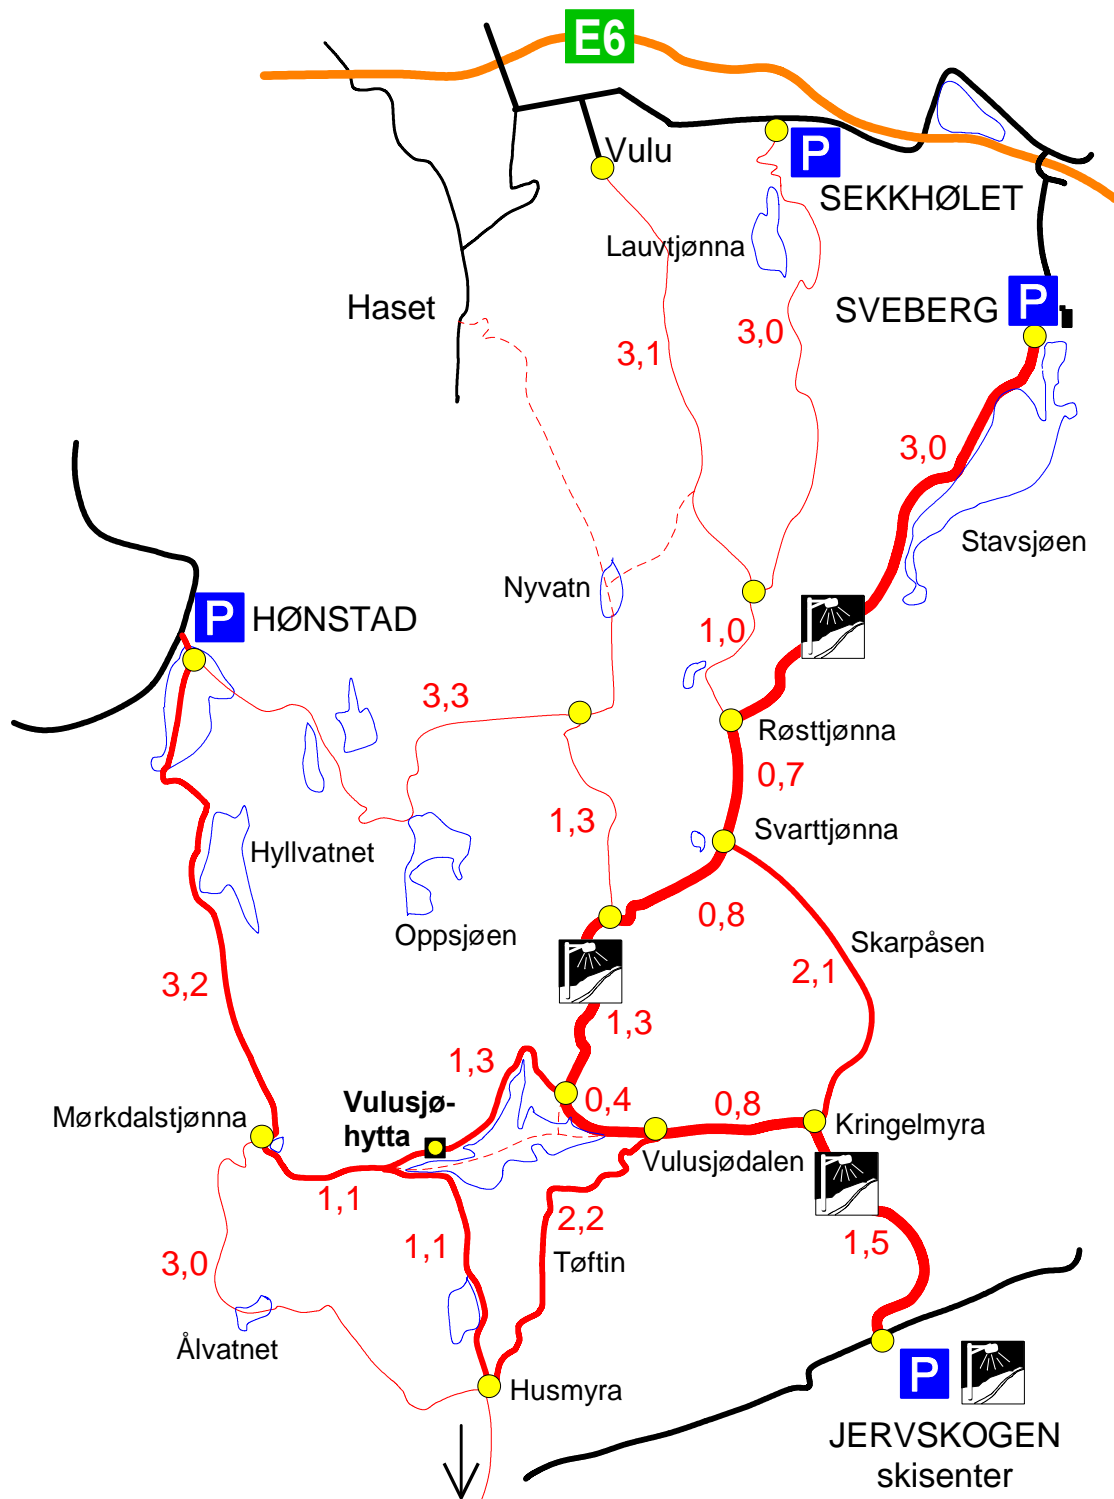 E6
Vulu
P
SEKKHØLET
Lauvtjønna
SVEBERG
P
Haset
3,1
3,0
3,0
Stavsjøen
Nyvatn
P
HØNSTAD
1,0
3,3
Røsttjønna
0,7
1,3
Svarttjønna
Hyllvatnet
0,8
Oppsjøen
Skarpåsen
2,1
3,2
1,3
1,3
Vulusjø-
hytta
0,4
0,8
Mørkdalstjønna
Kringelmyra
Vulusjødalen
1,1
2,2
1,1
1,5
3,0
Tøftin
Ålvatnet
Husmyra
P
JERVSKOGEN
skisenter